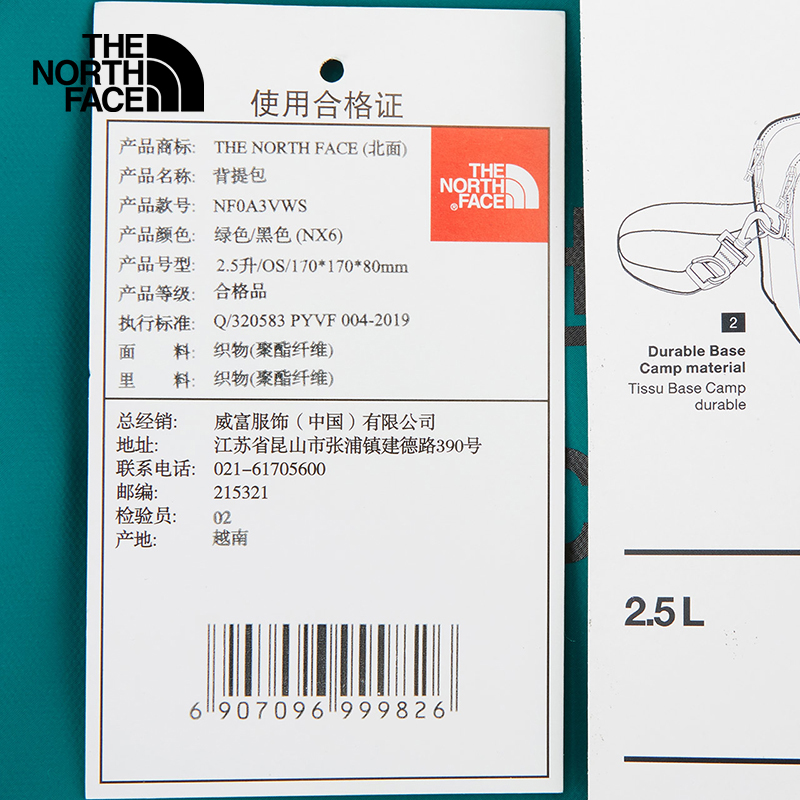 THE
NORTH
FACE
使用合格证
产品商标: THE NORTH FACE (北面)
产品名称: 背提包
产品款号: NF0A3VWS
产品颜色: 绿色/黑色 (NX6)
产品号型: 2.5升/OS/170*170*80mm
产品等级: 合格品
执行标准: Q/320583 PYVF 004-2019
面 料: 织物(聚酯纤维)
里 料: 织物(聚酯纤维)
THE
NORTH
FACE
®
总经销: 威富服饰（中国）有限公司
地址: 江苏省昆山市张浦镇建德路390号
联系电话: 021-61705600
邮编: 215321
检验员: 02
产地: 越南
6 907096 999826
2
Durable Base
Camp material
Tissu Base Camp
durable
2.5 L